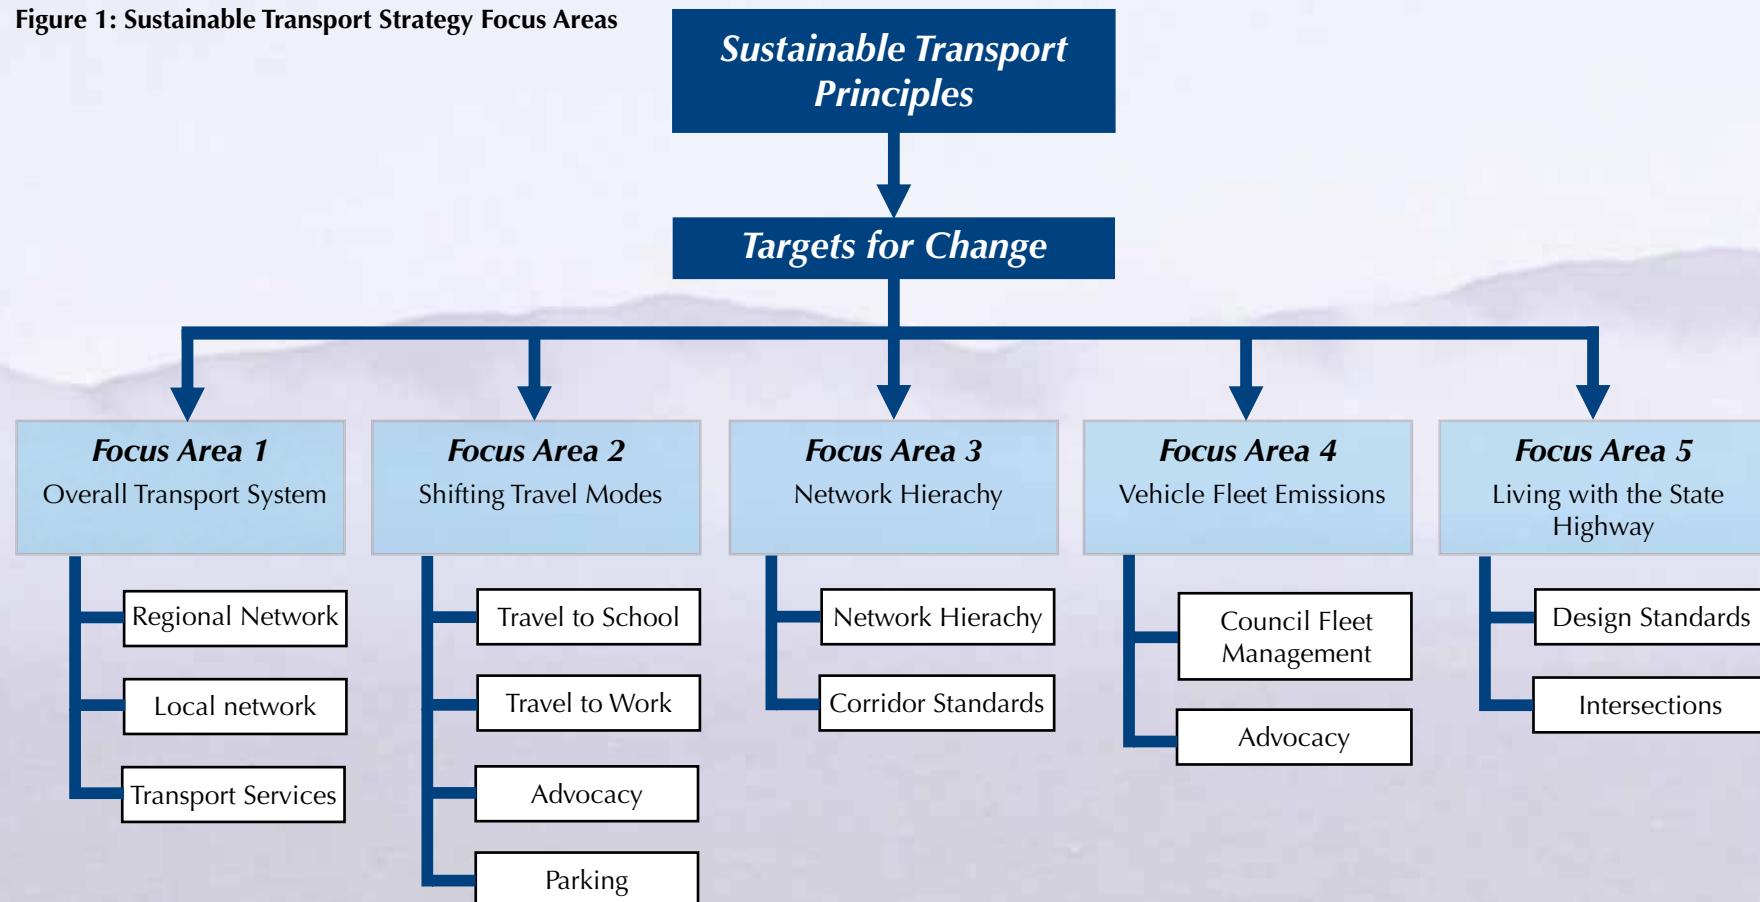 Figure 1: Sustainable Transport Strategy Focus Areas
Sustainable Transport
Principles
Targets for Change
Focus Area 1
Overall Transport System
Regional Network
Local network
Transport Services
Focus Area 2
Shifting Travel Modes
Travel to School
Travel to Work
Advocacy
Parking
Focus Area 3
Network Hierachy
Network Hierachy
Corridor Standards
Focus Area 4
Vehicle Fleet Emissions
Council Fleet
Management
Advocacy
Focus Area 5
Living with the State
Highway
Design Standards
Intersections